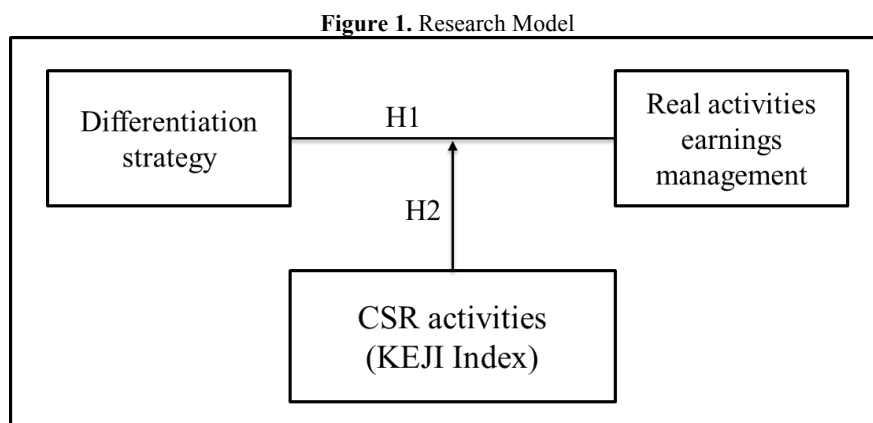 Figure 1. Research Model
Differentiation
strategy
H1
Real activities
earnings
management
H2
CSR activities
(KEJI Index)